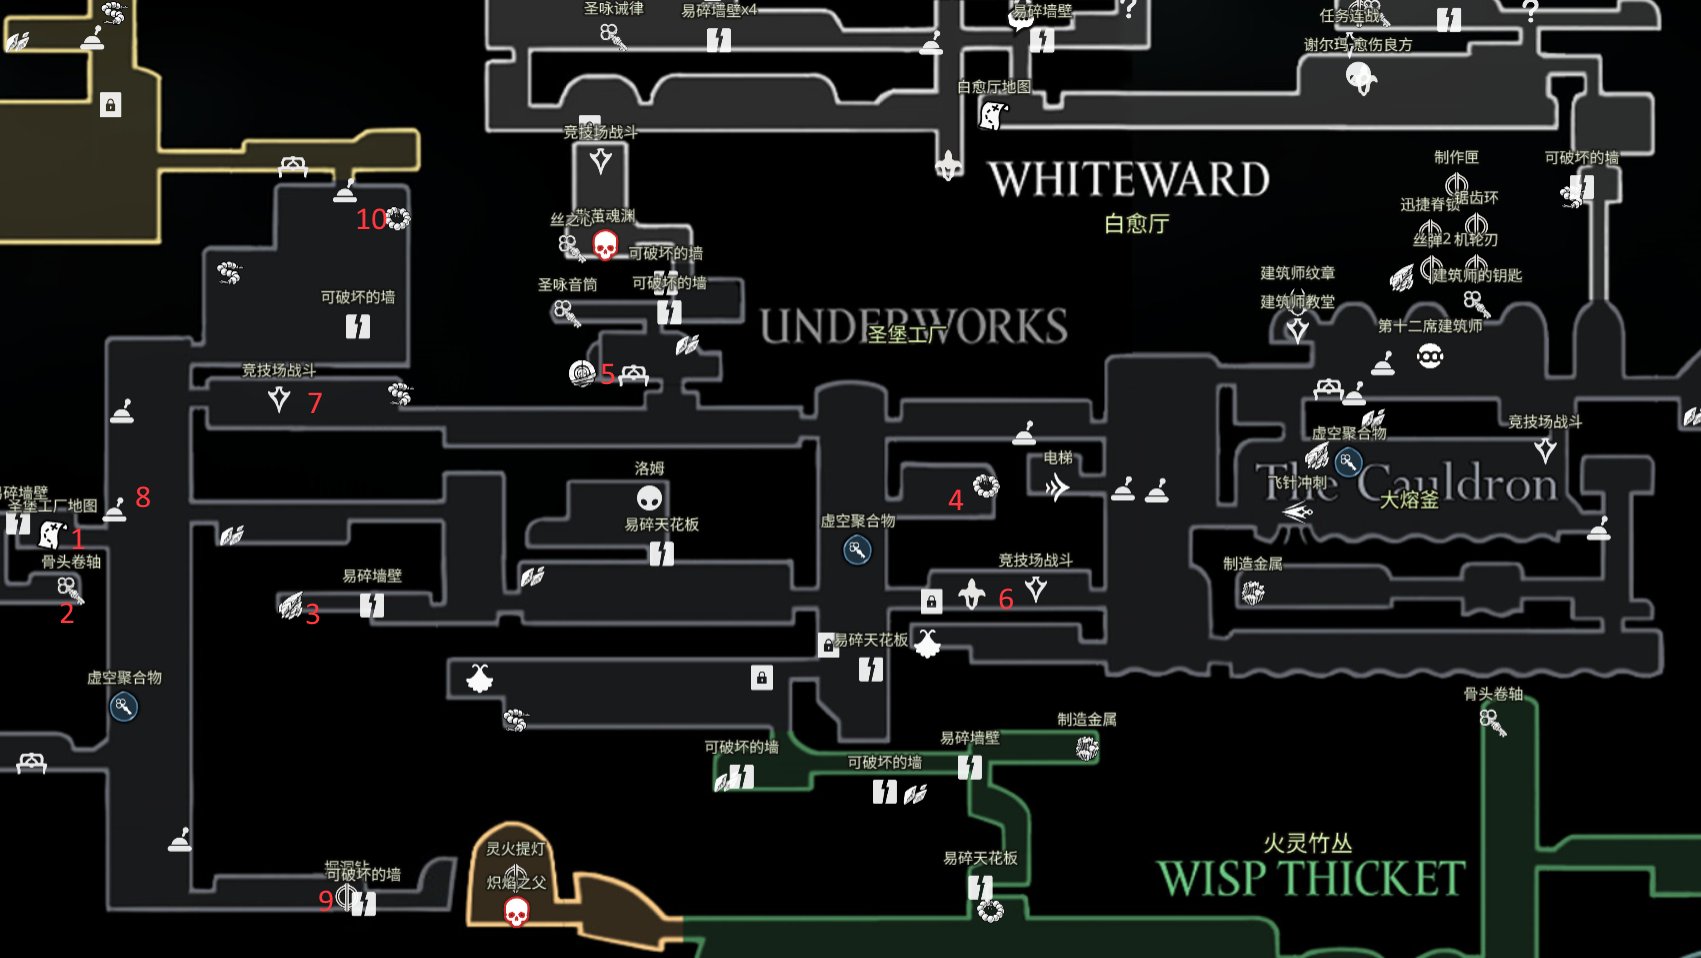 圣咏诫律
易碎墙壁x4
易碎墙壁
?
任务连战
?
谢尔玛·愈伤良方
白愈厅地图
竞技场战斗
WHITEWARD
白愈厅
制作匣
可破坏的墙
迅捷脊锁
锯齿环
丝弹2
机轮刃
10
丝之心
可破坏的墙
建筑师纹章
建筑师的钥匙
圣咏音筒
可破坏的墙
可破坏的墙
建筑师教堂
UNDERWORKS
圣堡工厂
第十二席建筑师
竞技场战斗
5
7
竞技场战斗
虚空聚合物
洛姆
电梯
The Cauldron
大熔釜
飞针冲刺
易碎墙壁
圣堡工厂地图
8
4
1
易碎天花板
虚空聚合物
骨头卷轴
易碎墙壁
竞技场战斗
制造金属
2
3
6
易碎天花板
虚空聚合物
骨头卷轴
可破坏的墙
易碎墙壁
制造金属
可破坏的墙
灵火提灯
易碎天花板
火灵竹丛
WISP THICKET
掘洞钻
可破坏的墙
炽焰之父
9